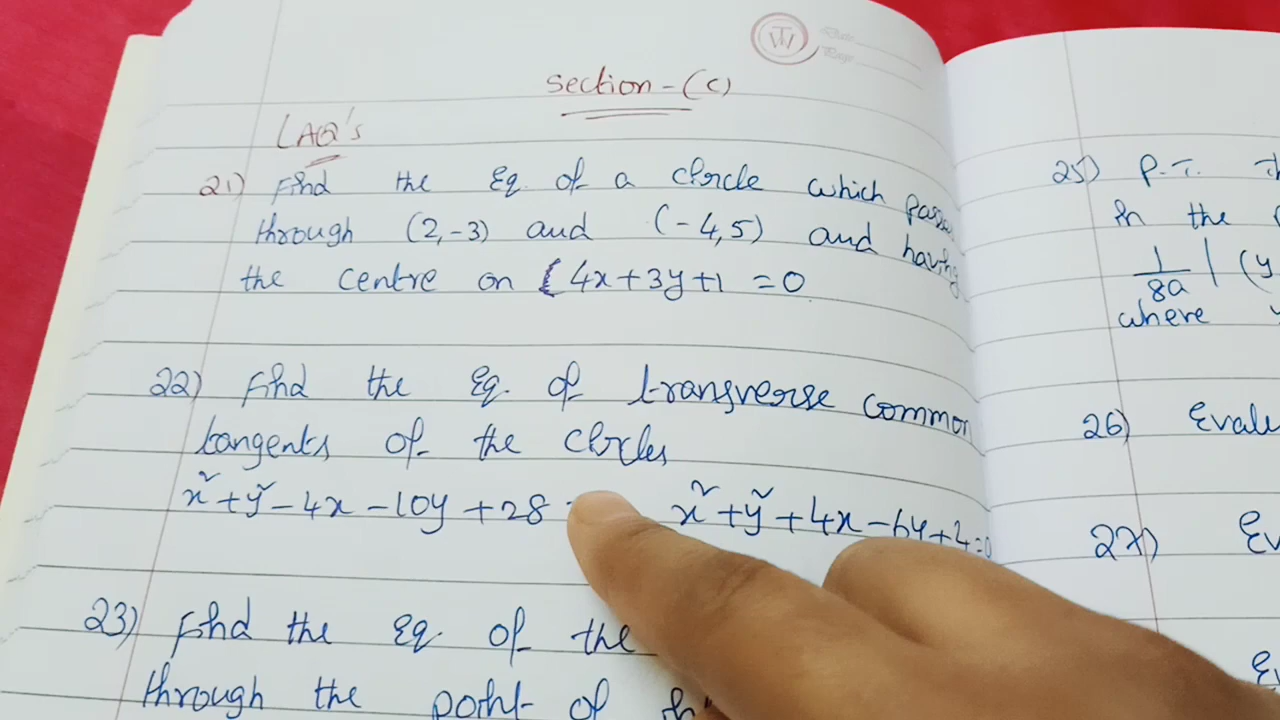 Date
Page
Section-(C)
LAQ's
21) Find the Eq. of a circle which
through (2,-3) and (-4,5) and having
the centre on 4x+3y+1 =0
22) Find the Eq. of transverse common
tangents of the circles
x²+y²-4x-10y+28 x²+y²+4x-6y+4=0
23) Find the Eq. of the
through the point of
25) P.T.
in the
1/8a | (y
where
26)
27)